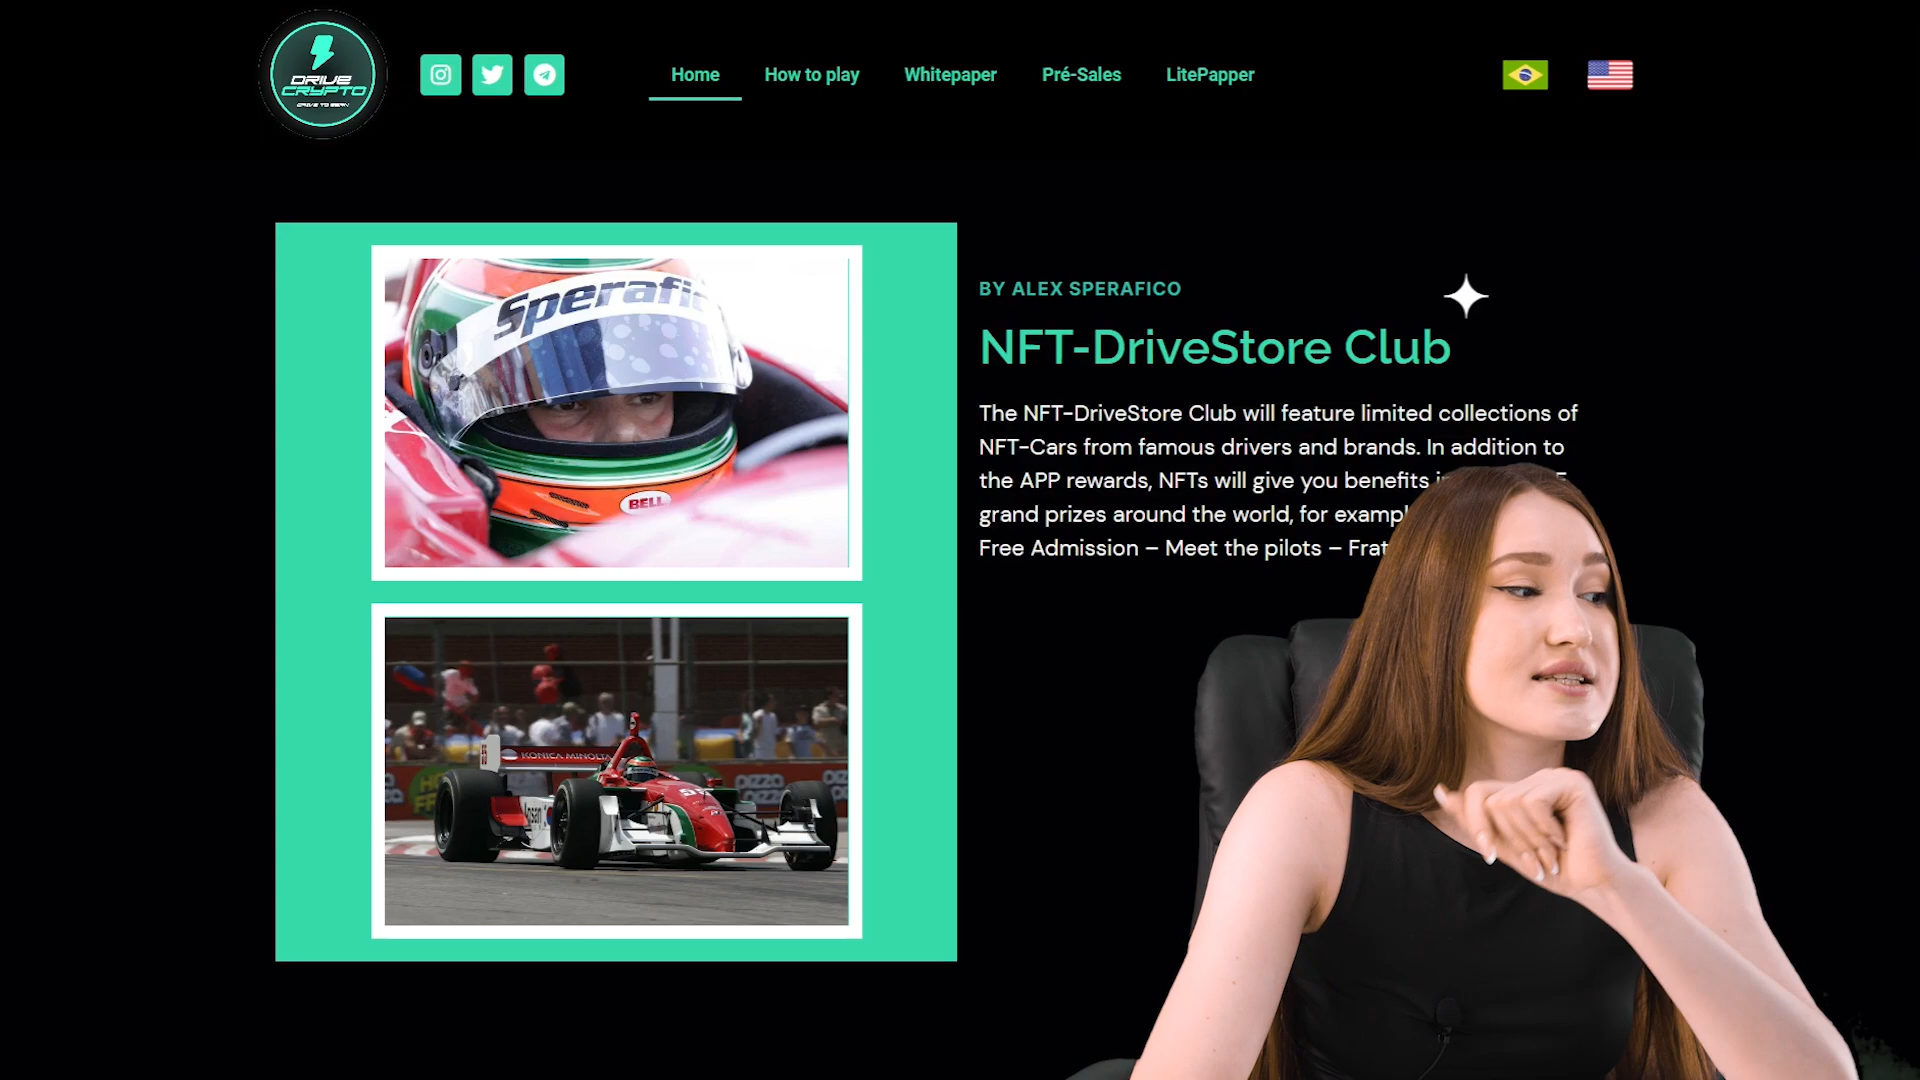 DRIVE
CRYPTO
DRIVE TO EARN
Home
How to play
Whitepaper
Pré-Sales
LitePapper
BY ALEX SPERAFICO
NFT-DriveStore Club
The NFT-DriveStore Club will feature limited collections of
NFT-Cars from famous drivers and brands. In addition to
the APP rewards, NFTs will give you benefits
grand prizes around the world, for
Free Admission – Meet the pilots –
BELL
KONICA MINOLTA